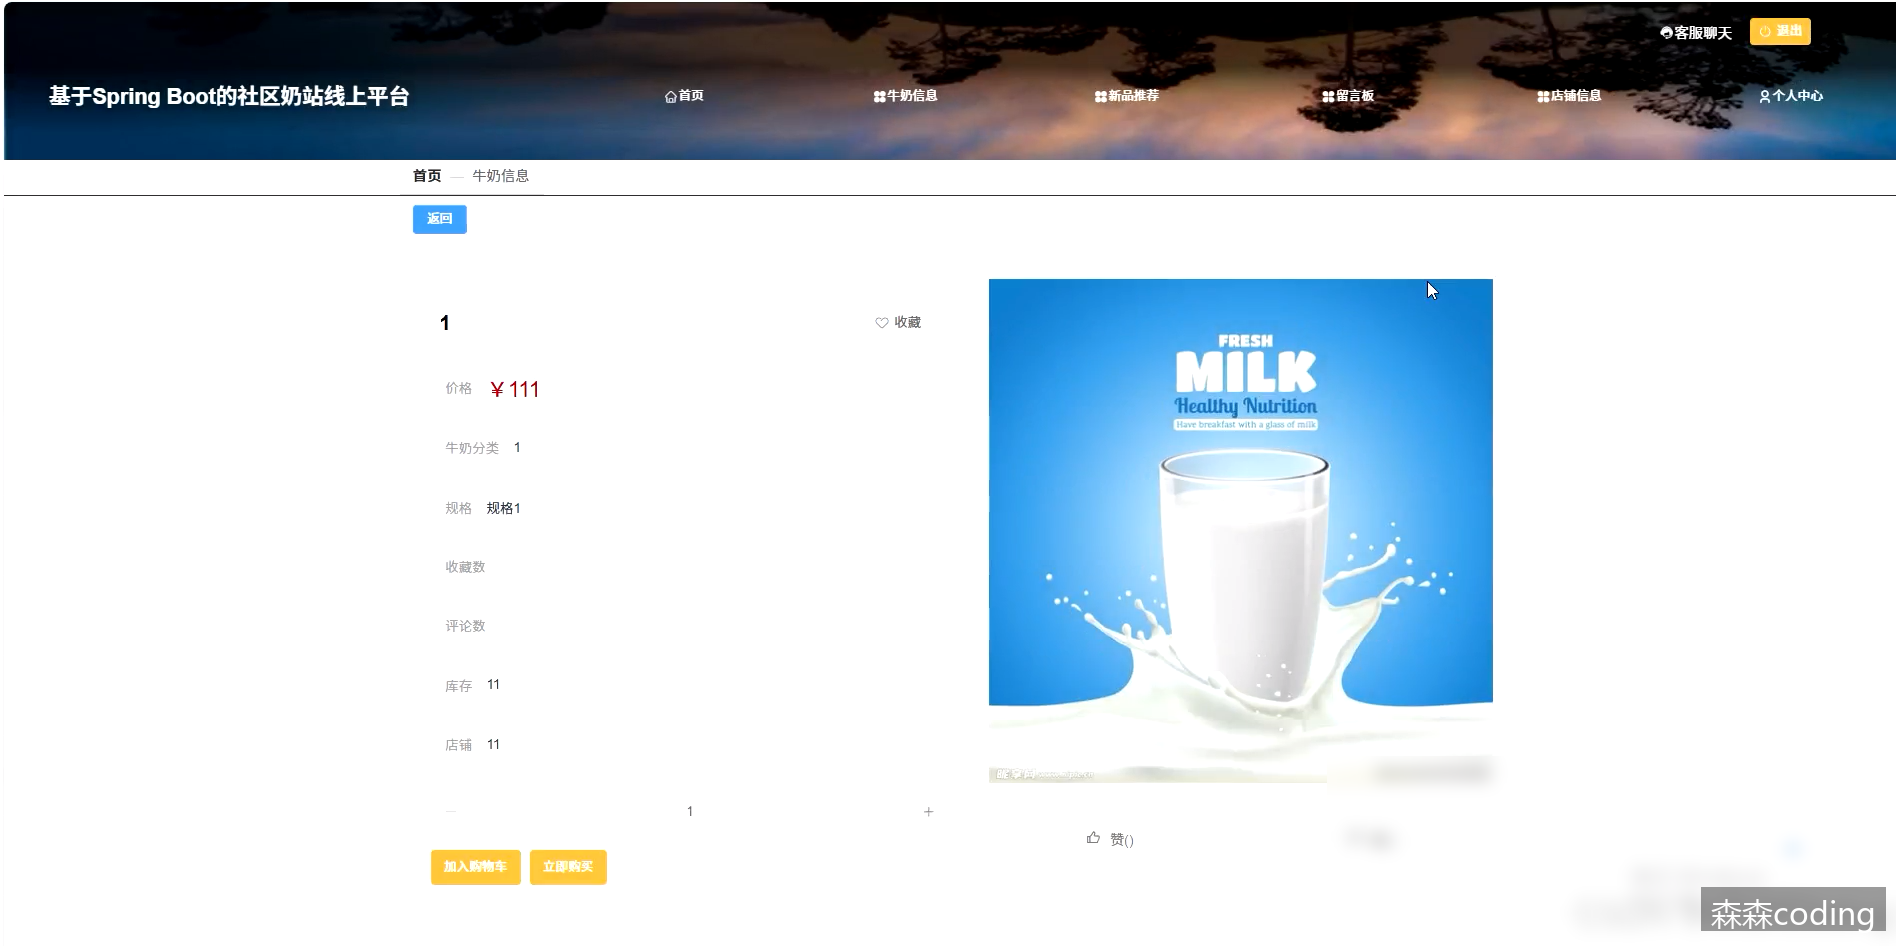 客服聊天
退出
基于Spring Boot的社区奶站线上平台
首页
牛奶信息
新品推荐
留言板
店铺信息
个人中心
首页 — 牛奶信息
返回
1
收藏
价格 ¥ 111
牛奶分类 1
规格 规格1
收藏数
评论数
库存 11
店铺 11
— 1 +
加入购物车 立即购买
FRESH
MILK
Healthy Nutrition
Have breakfast with a glass of milk
赞()
森森coding